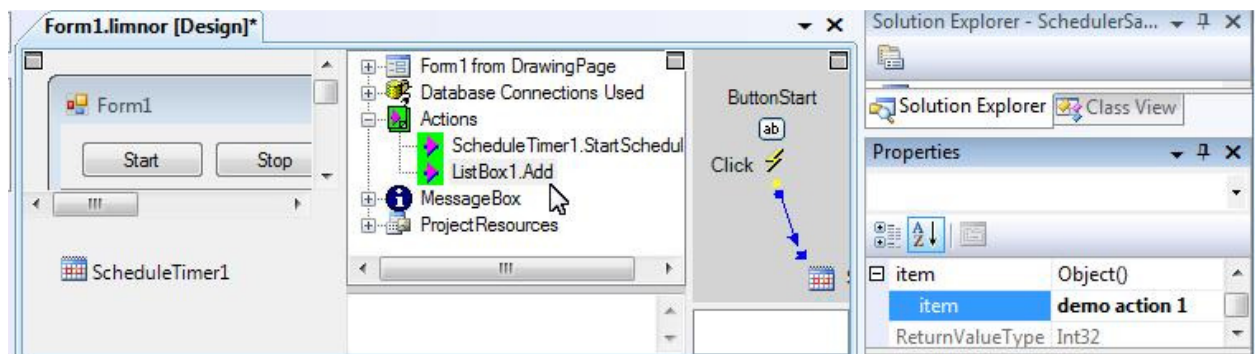 Form1.limnor [Design]*
Form1
Start
Stop
ScheduleTimer1
Form1 from DrawingPage
Database Connections Used
Actions
ScheduleTimer1.StartSchedul
ListBox1.Add
MessageBox
ProjectResources
ButtonStart
ab
Click
S
Solution Explorer - SchedulerSa...
Solution Explorer
Class View
Properties
item Object()
item demo action 1
ReturnValueType Int32